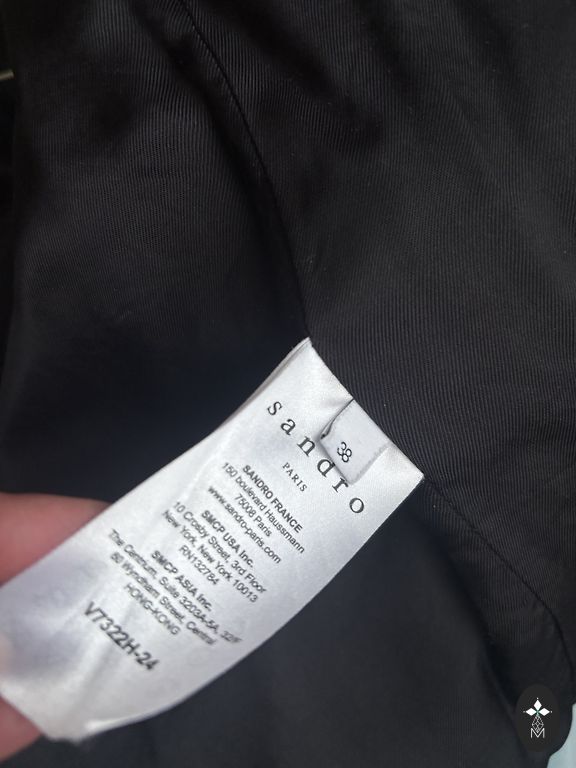 sandro
38
PARIS
SANDRO FRANCE
150 boulevard Haussmann
75008 Paris
www.sandro-paris.com
SMCP USA Inc.
10 Crosby Street, 3rd Floor
New York, New York 10013
RN132784
SMCP ASIA Inc.
The Centrium, Suite 3203A-5A, 32/F
60 Wyndham Street, Central
HONG-KONG
V7322H-24
M